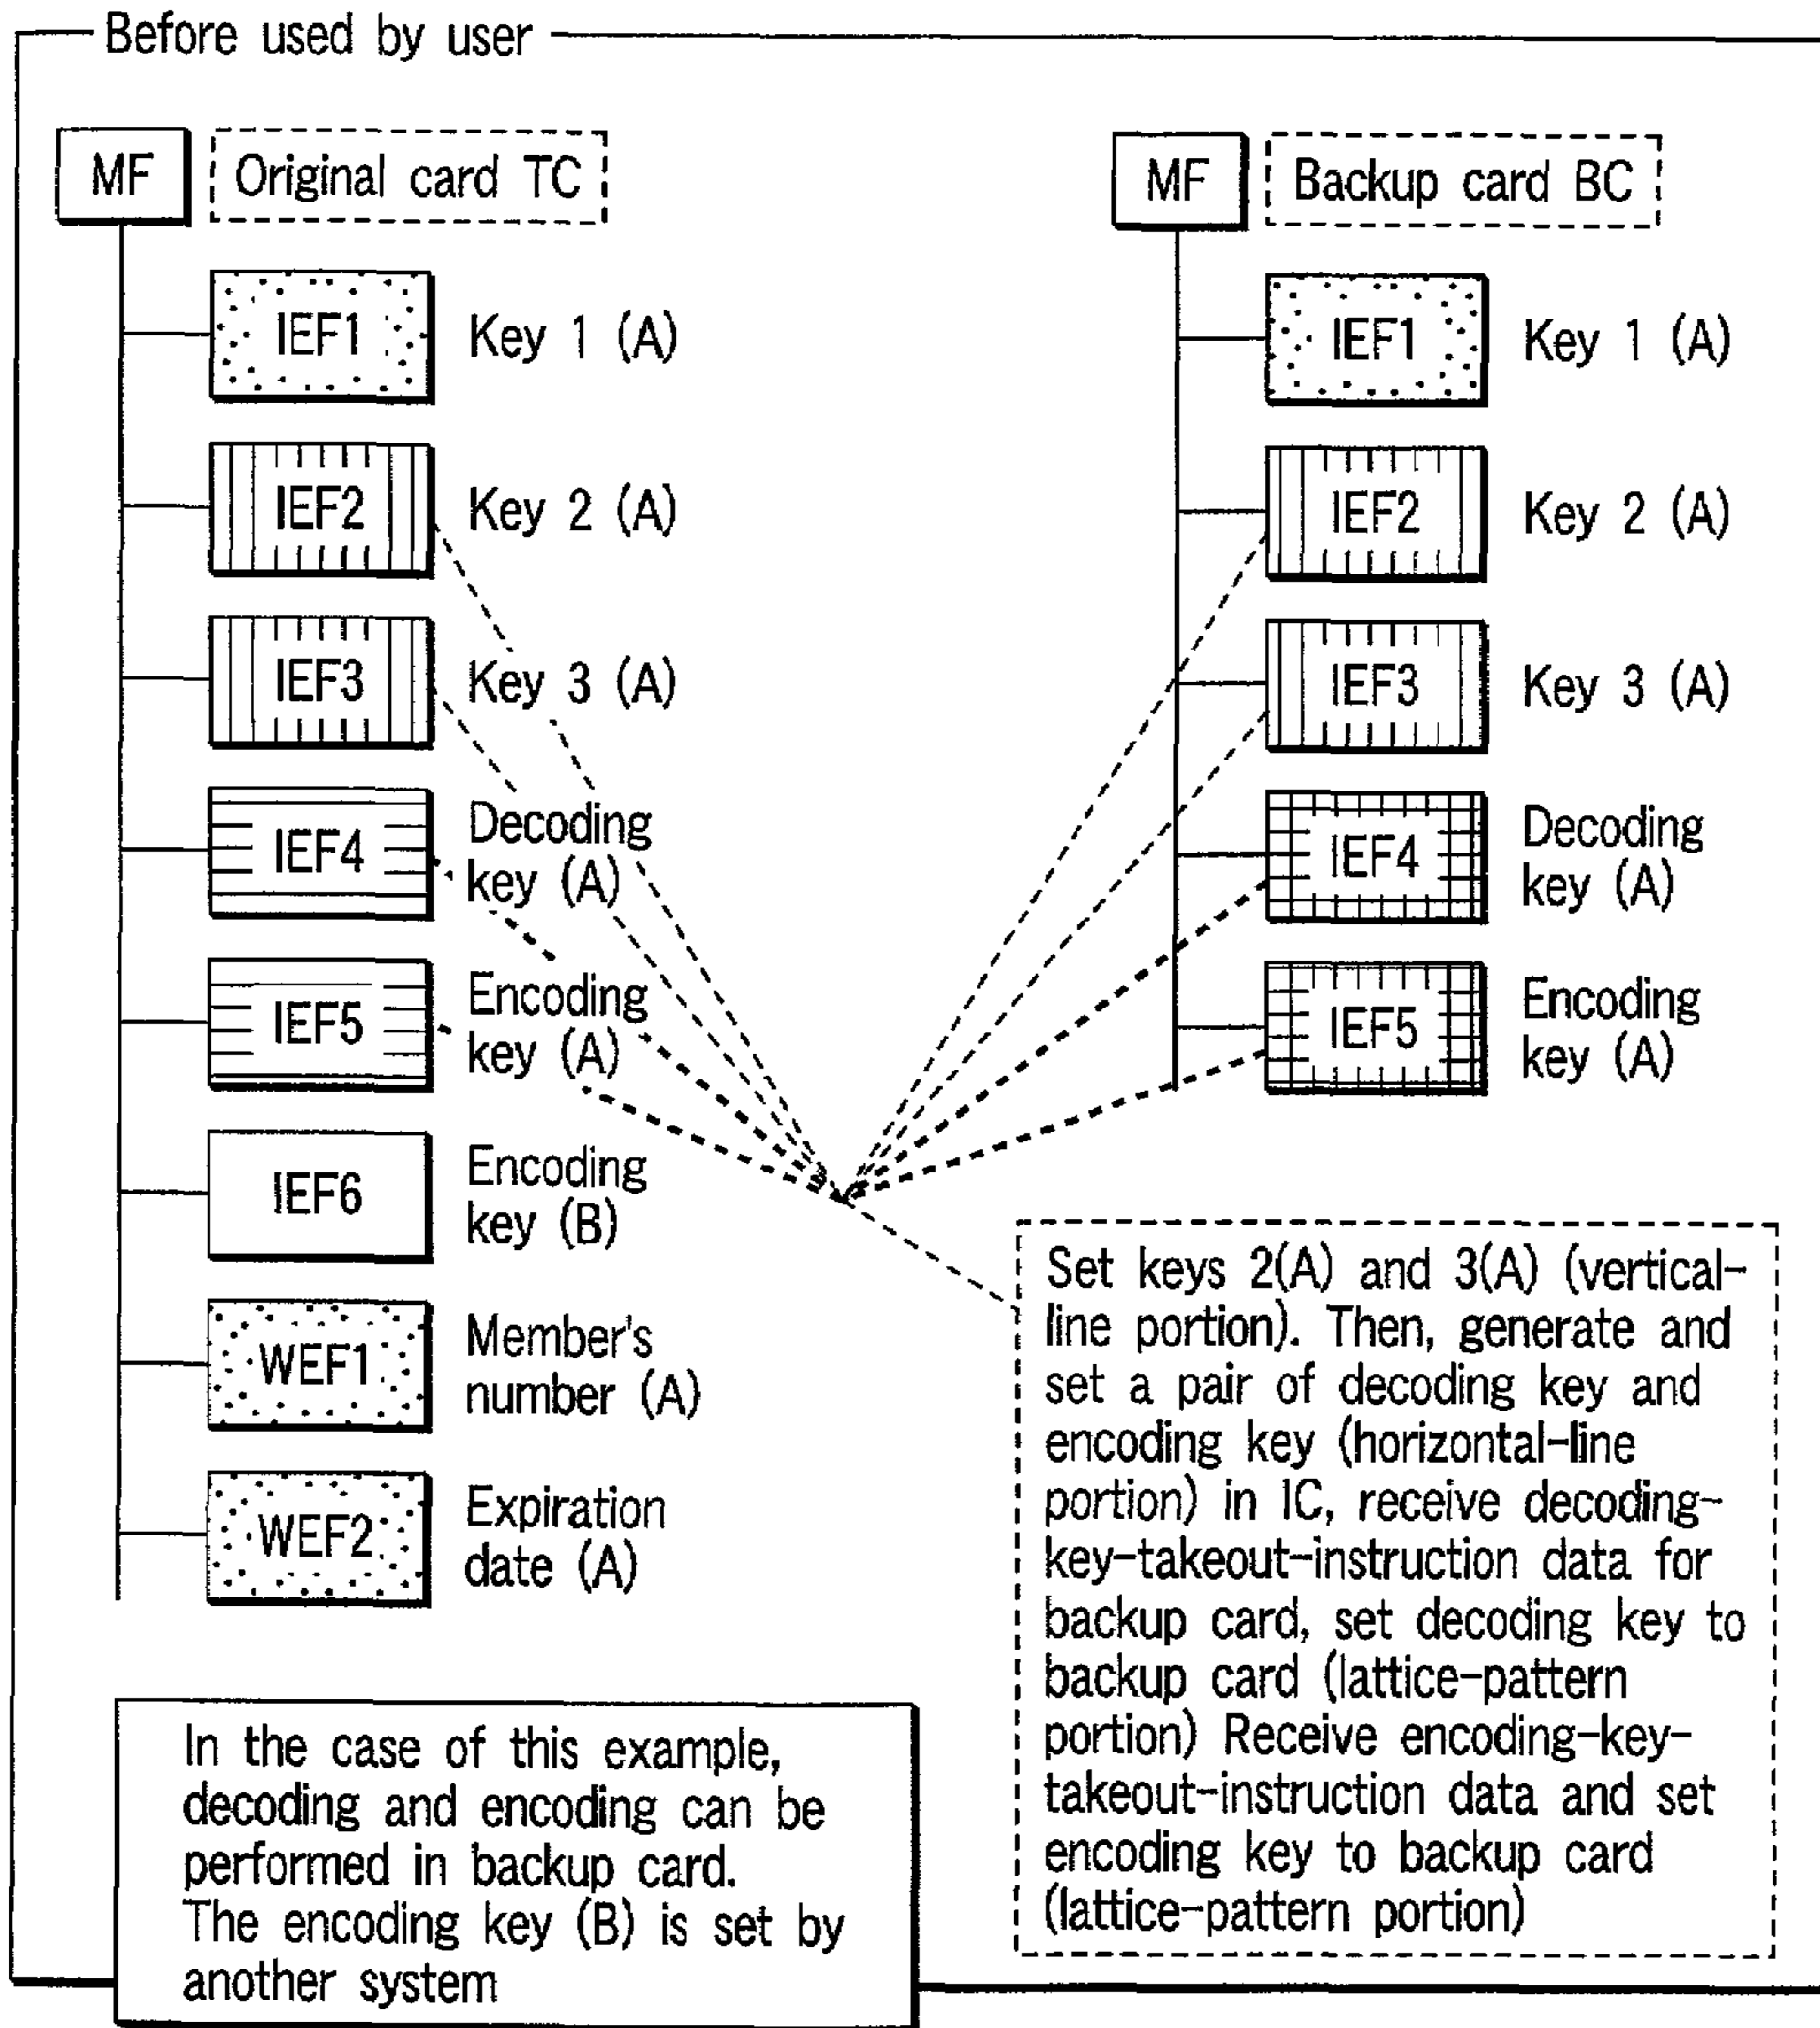 Before used by user
MF
Original card TC
IEF1
Key 1 (A)
IEF2
Key 2 (A)
IEF3
Key 3 (A)
IEF4
Decoding
key (A)
IEF5
Encoding
key (A)
IEF6
Encoding
key (B)
WEF1
Member's
number (A)
WEF2
Expiration
date (A)
MF
Backup card BC
IEF1
Key 1 (A)
IEF2
Key 2 (A)
IEF3
Key 3 (A)
IEF4
Decoding
key (A)
IEF5
Encoding
key (A)
Set keys 2(A) and 3(A) (vertical-
line portion). Then, generate and
set a pair of decoding key and
encoding key (horizontal-line
portion) in IC, receive decoding-
key-takeout-instruction data for
backup card, set decoding key to
backup card (lattice-pattern
portion) Receive encoding-key-
takeout-instruction data and set
encoding key to backup card
(lattice-pattern portion)
In the case of this example,
decoding and encoding can be
performed in backup card.
The encoding key (B) is set by
another system